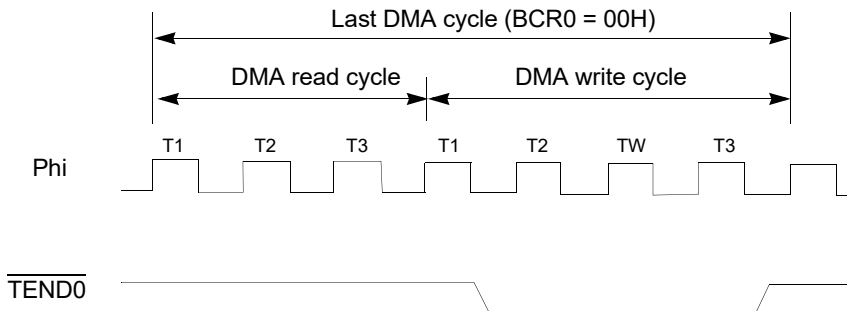 Last DMA cycle (BCR0 = 00H)
DMA read cycle DMA write cycle
T1 T2 T3 T1 T2 TW T3
Phi
TEND0